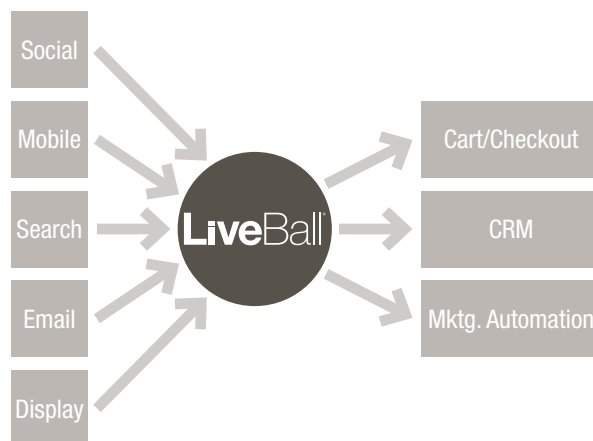 Social
Mobile
Search
Email
Display
LiveBall®
Cart/Checkout
CRM
Mktg. Automation